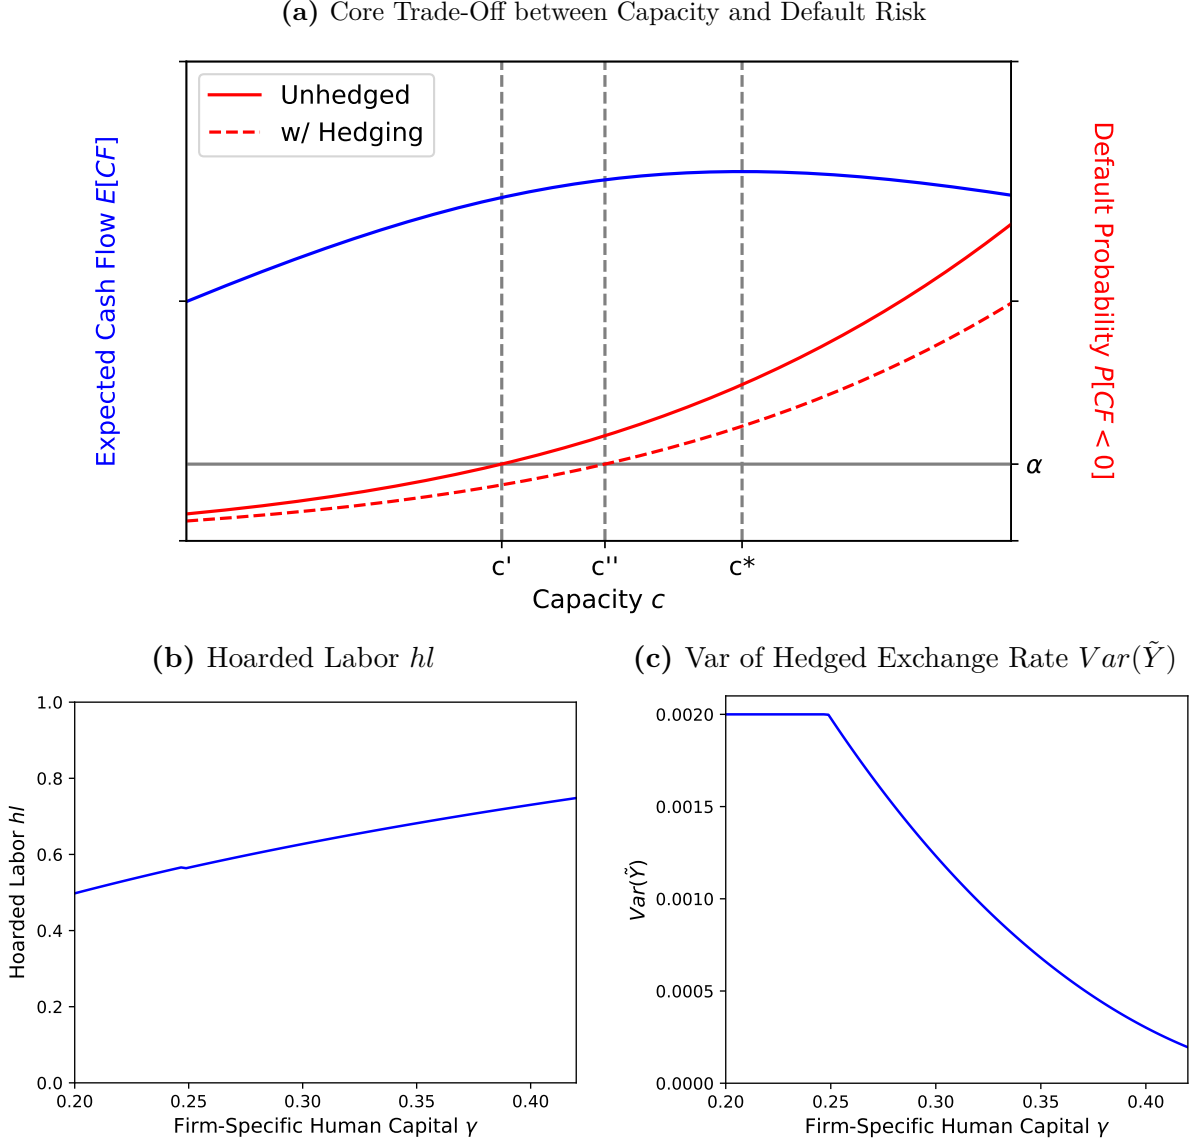 (a) Core Trade-Off between Capacity and Default Risk
Unhedged
w/ Hedging
Expected Cash Flow E[CF]
Default Probability P[CF < 0]
α
c'
c''
c*
Capacity c
(b) Hoarded Labor hl
1.0
0.8
0.6
0.4
0.2
0.0
Hoarded Labor hl
0.20
0.25
0.30
0.35
0.40
Firm-Specific Human Capital γ
(c) Var of Hedged Exchange Rate Var(Ỹ)
0.0020
0.0015
0.0010
0.0005
0.0000
Var(Ỹ)
0.20
0.25
0.30
0.35
0.40
Firm-Specific Human Capital γ